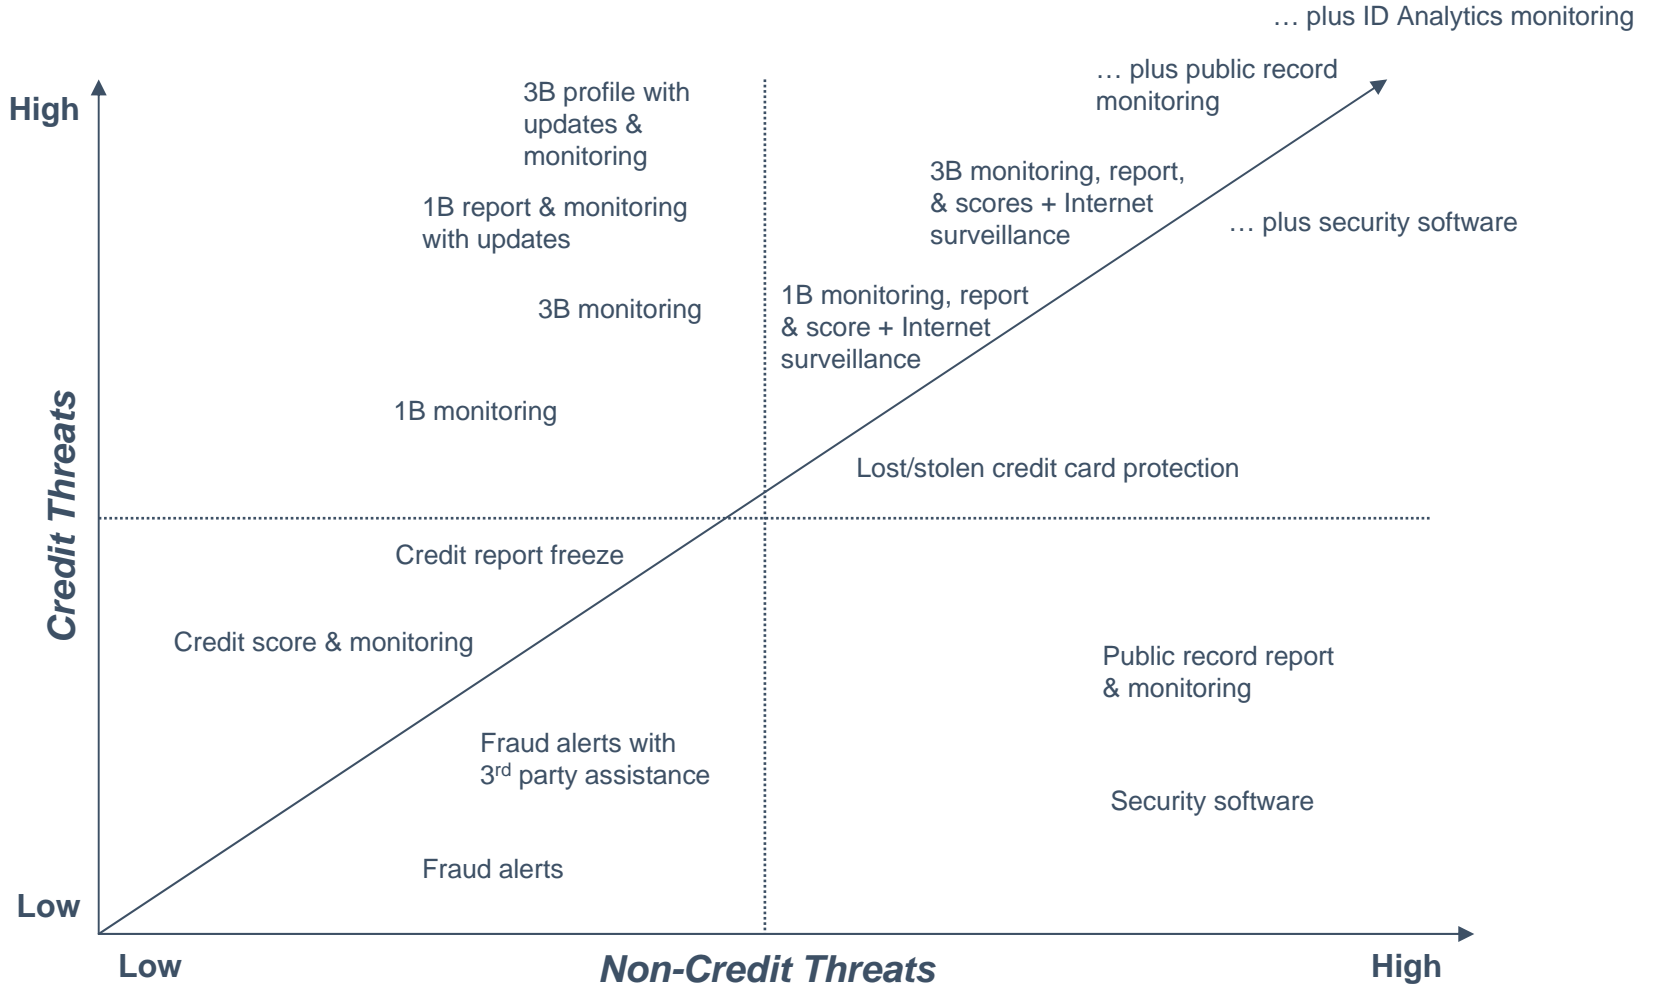 … plus ID Analytics monitoring
… plus public record
monitoring
High
3B profile with
updates &
monitoring
3B monitoring, report,
& scores + Internet
surveillance
1B report & monitoring
with updates
… plus security software
3B monitoring
1B monitoring, report
& score + Internet
surveillance
1B monitoring
Credit Threats
Lost/stolen credit card protection
Credit report freeze
Credit score & monitoring
Public record report
& monitoring
Fraud alerts with
3rd party assistance
Security software
Fraud alerts
Low
Low
Non-Credit Threats
High